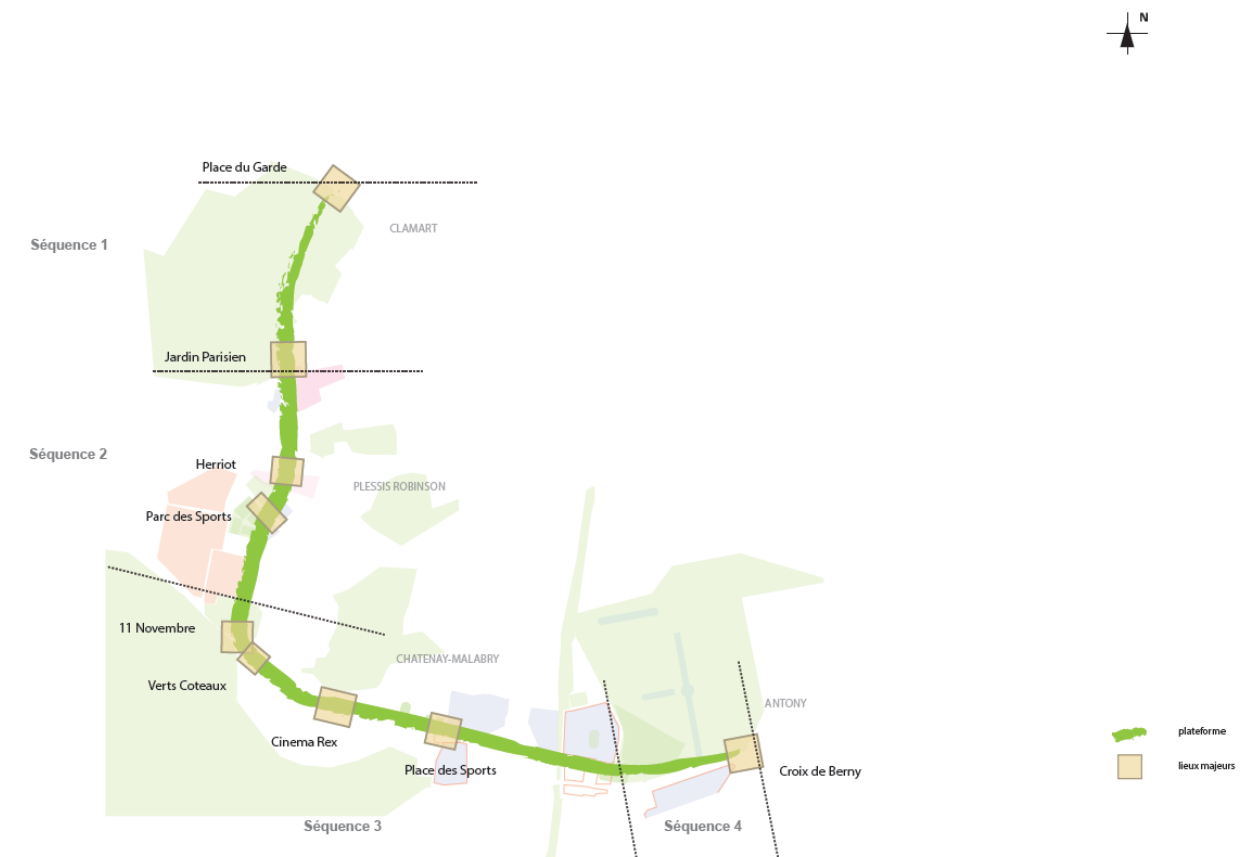 N
Place du Garde
CLAMART
Séquence 1
Jardin Parisien
Séquence 2
Herriot
PLESSIS ROBINSON
Parc des Sports
11 Novembre
CHATENAY-MALABRY
Verts Coteaux
ANTONY
plateforme
Cinema Rex
lieux majeurs
Place des Sports
Croix de Berny
Séquence 3
Séquence 4